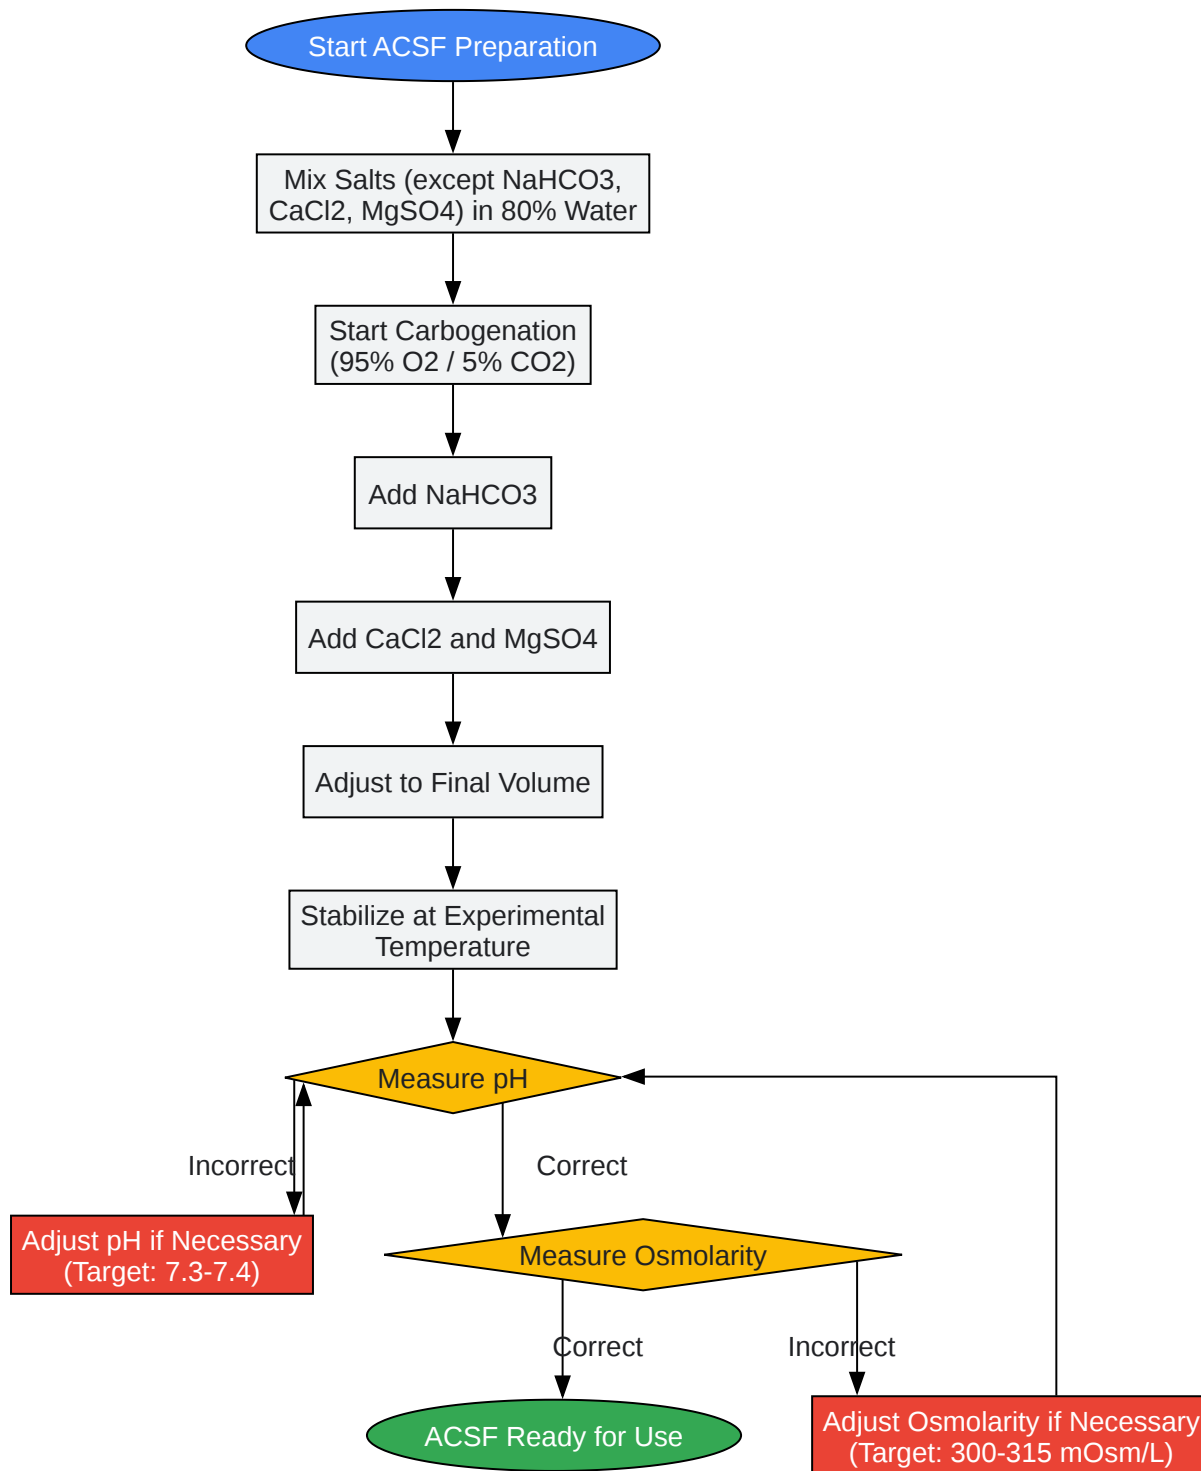 Start ACSF Preparation
Mix Salts (except NaHCO3,
CaCl2, MgSO4) in 80% Water
Start Carbogenation
(95% O2 / 5% CO2)
Add NaHCO3
Add CaCl2 and MgSO4
Adjust to Final Volume
Stabilize at Experimental
Temperature
Measure pH
Incorrect
Correct
Adjust pH if Necessary
(Target: 7.3-7.4)
Measure Osmolarity
Correct
Incorrect
ACSF Ready for Use
Adjust Osmolarity if Necessary
(Target: 300-315 mOsm/L)